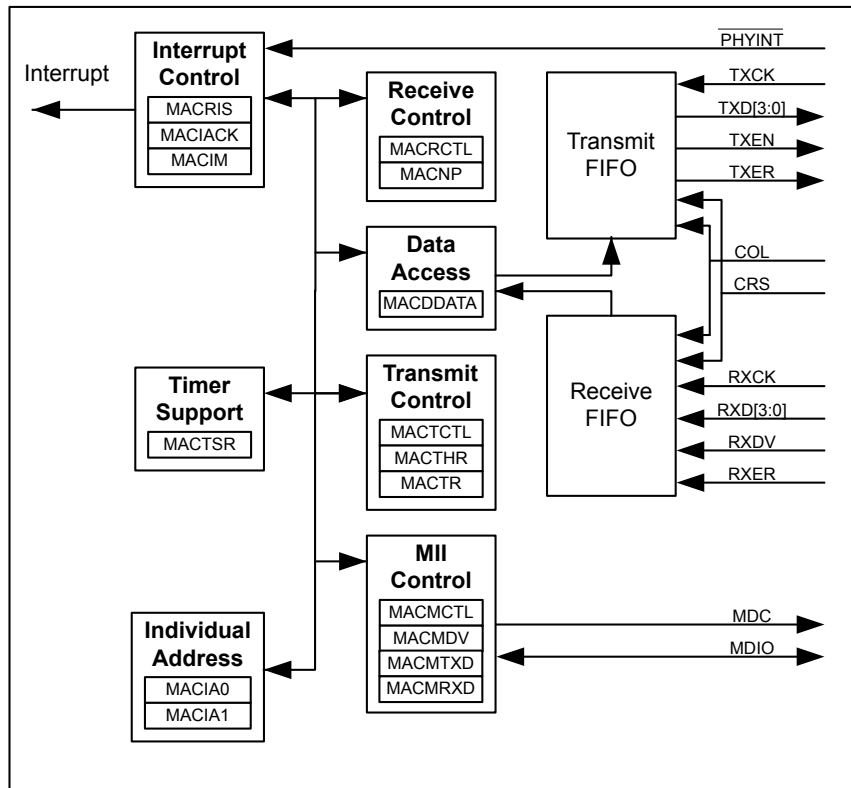 Interrupt
Interrupt
Control
MACRIS
MACIACK
MACIM
Receive
Control
MACRCTL
MACNP
Data
Access
MACDDATA
Timer
Support
MACTSR
Transmit
Control
MACTCTL
MACTHR
MACTR
Individual
Address
MACIA0
MACIA1
MII
Control
MACMCTL
MACMDV
MACMTXD
MACMRXD
Transmit
FIFO
Receive
FIFO
PHYINT
TXCK
TXD[3:0]
TXEN
TXER
COL
CRS
RXCK
RXD[3:0]
RXDV
RXER
MDC
MDIO